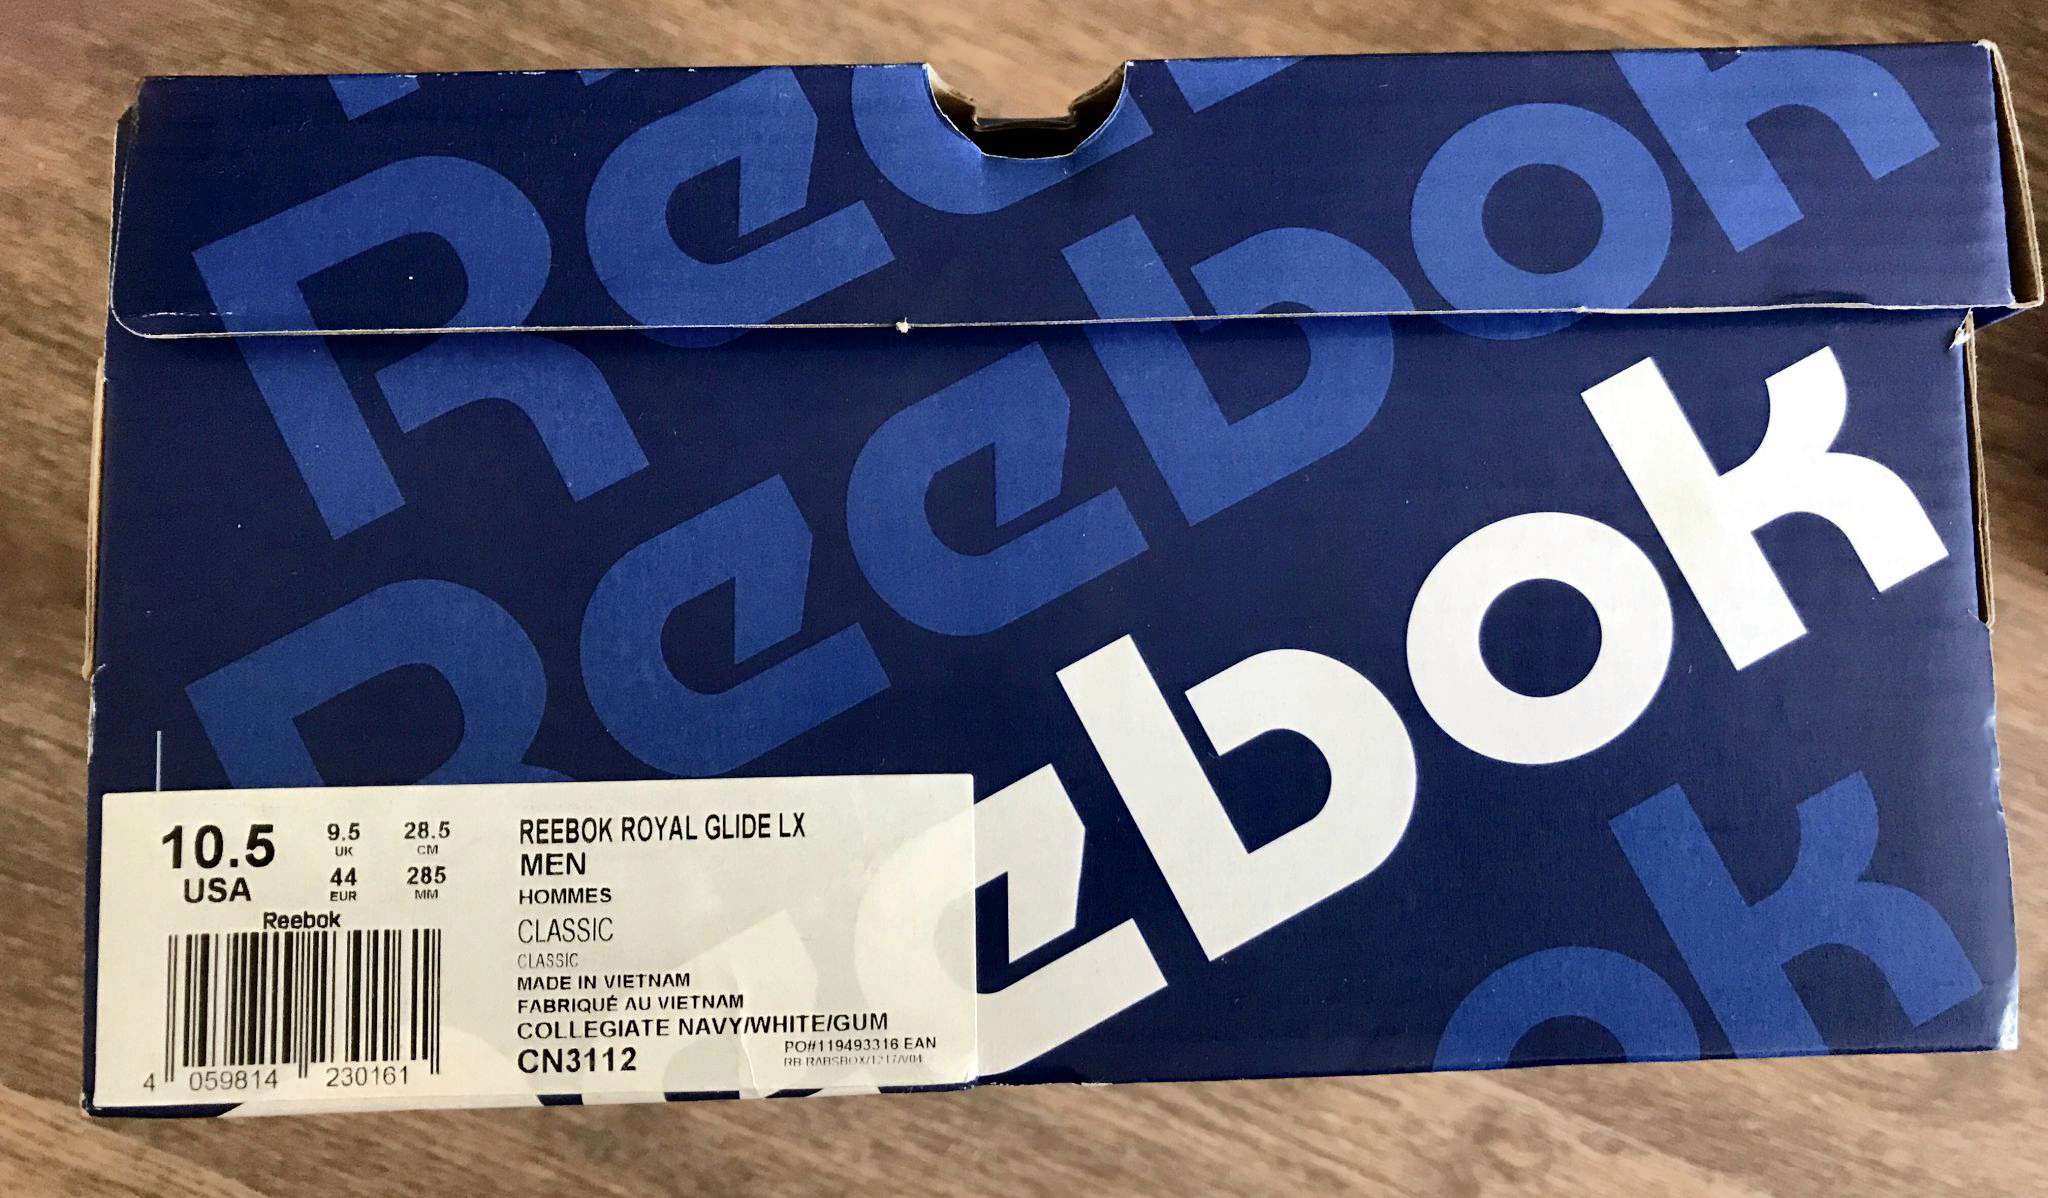 Reebok
Reebok
Reebok
10.5
USA
9.5
UK
28.5
CM
44
EUR
285
MM
Reebok
4 059814 230161
REEBOK ROYAL GLIDE LX
MEN
HOMMES
CLASSIC
CLASSIC
MADE IN VIETNAM
FABRIQUÉ AU VIETNAM
COLLEGIATE NAVY/WHITE/GUM
CN3112
PO#119493316 EAN